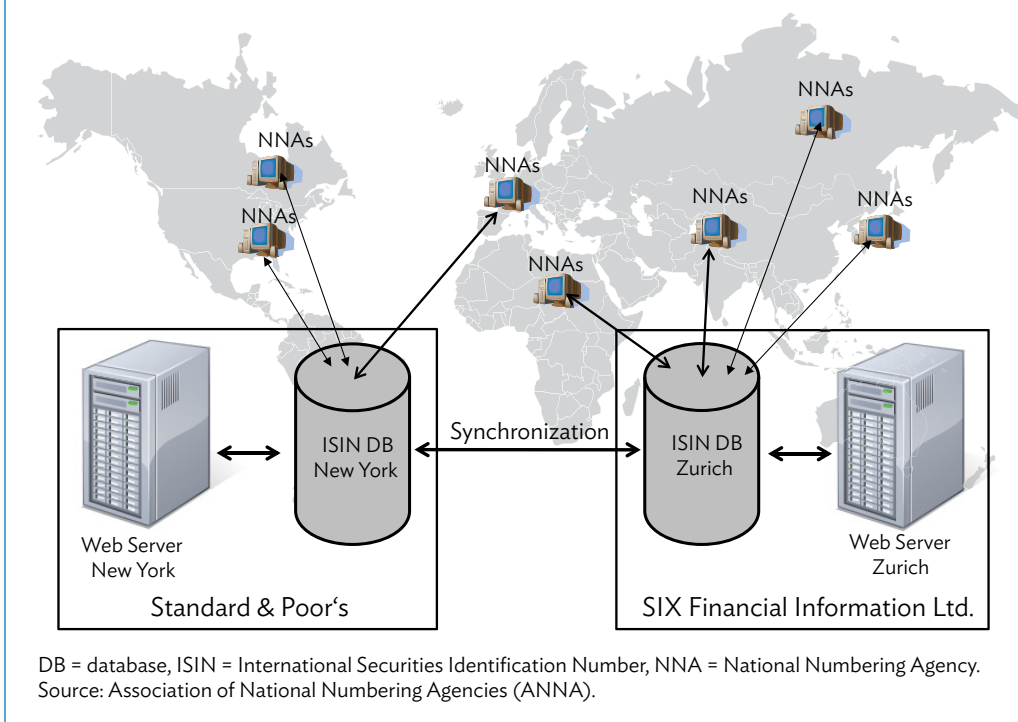 NNAs
NNAs
NNAs
NNAs
NNAs
NNAs
NNAs
Synchronization
ISIN DB
New York
ISIN DB
Zurich
Web Server
New York
Web Server
Zurich
Standard & Poor‘s
SIX Financial Information Ltd.
DB = database, ISIN = International Securities Identification Number, NNA = National Numbering Agency.
Source: Association of National Numbering Agencies (ANNA).